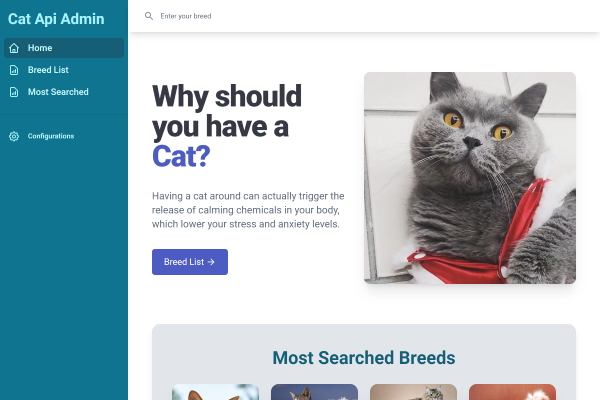 Cat Api Admin
Enter your breed
Home
Breed List
Most Searched
Configurations
Why should
you have a
Cat?
Having a cat around can actually trigger the
release of calming chemicals in your body,
which lower your stress and anxiety levels.
Breed List →
Most Searched Breeds